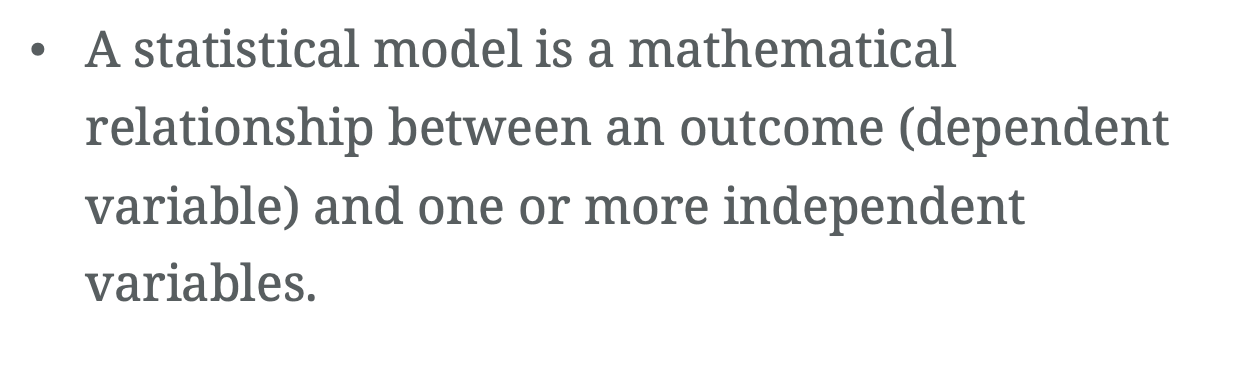 • A statistical model is a mathematical
relationship between an outcome (dependent
variable) and one or more independent
variables.